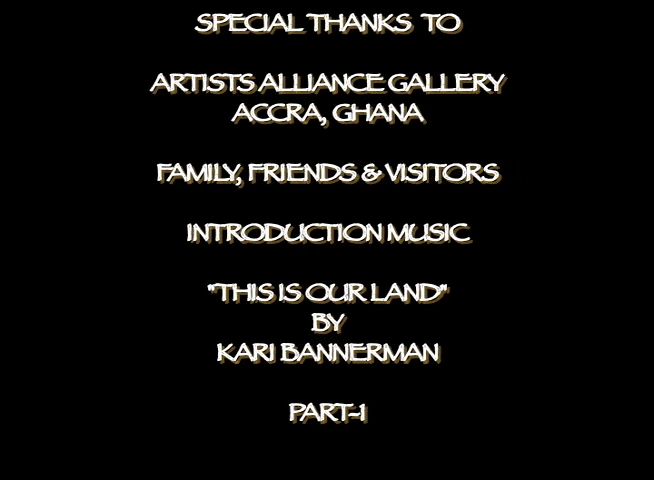 SPECIAL THANKS TO
ARTISTS ALLIANCE GALLERY
ACCRA, GHANA
FAMILY, FRIENDS & VISITORS
INTRODUCTION MUSIC
"THIS IS OUR LAND"
BY
KARI BANNERMAN
PART-1